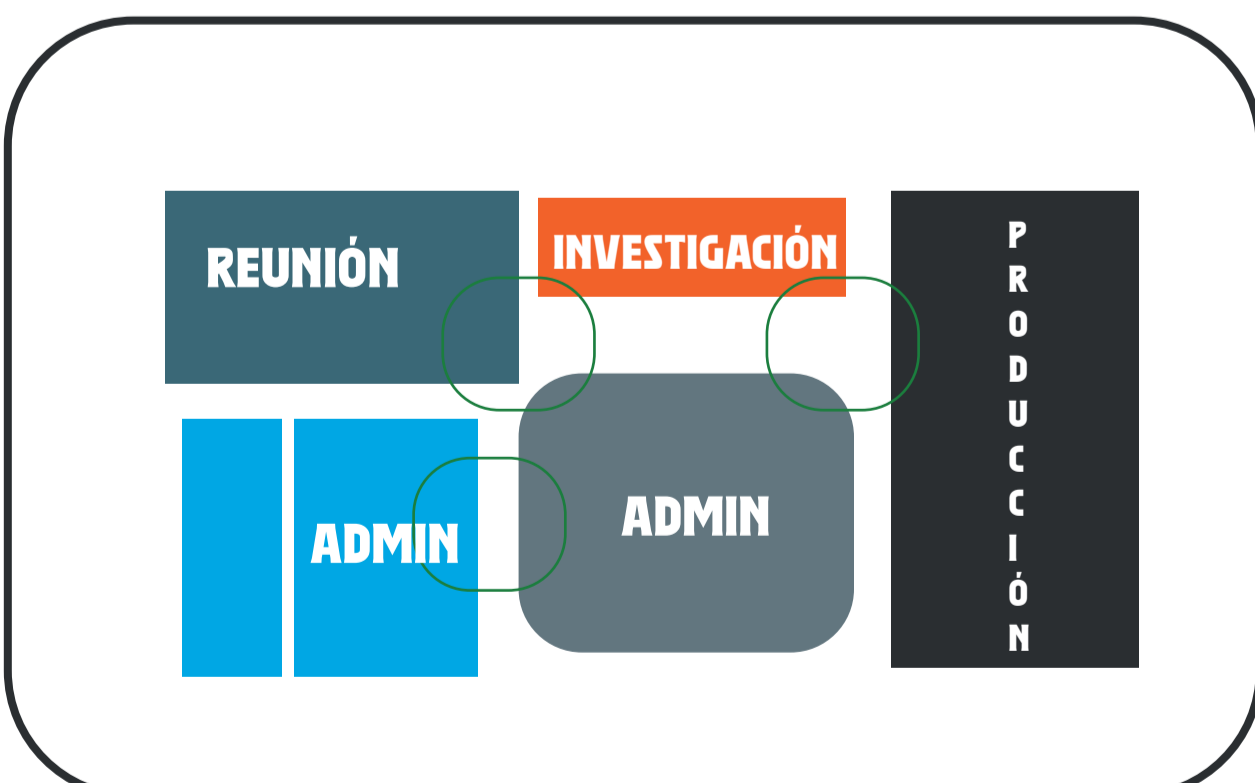 REUNIÓN
INVESTIGACIÓN
PRODUCCIÓN
ADMIN
ADMIN